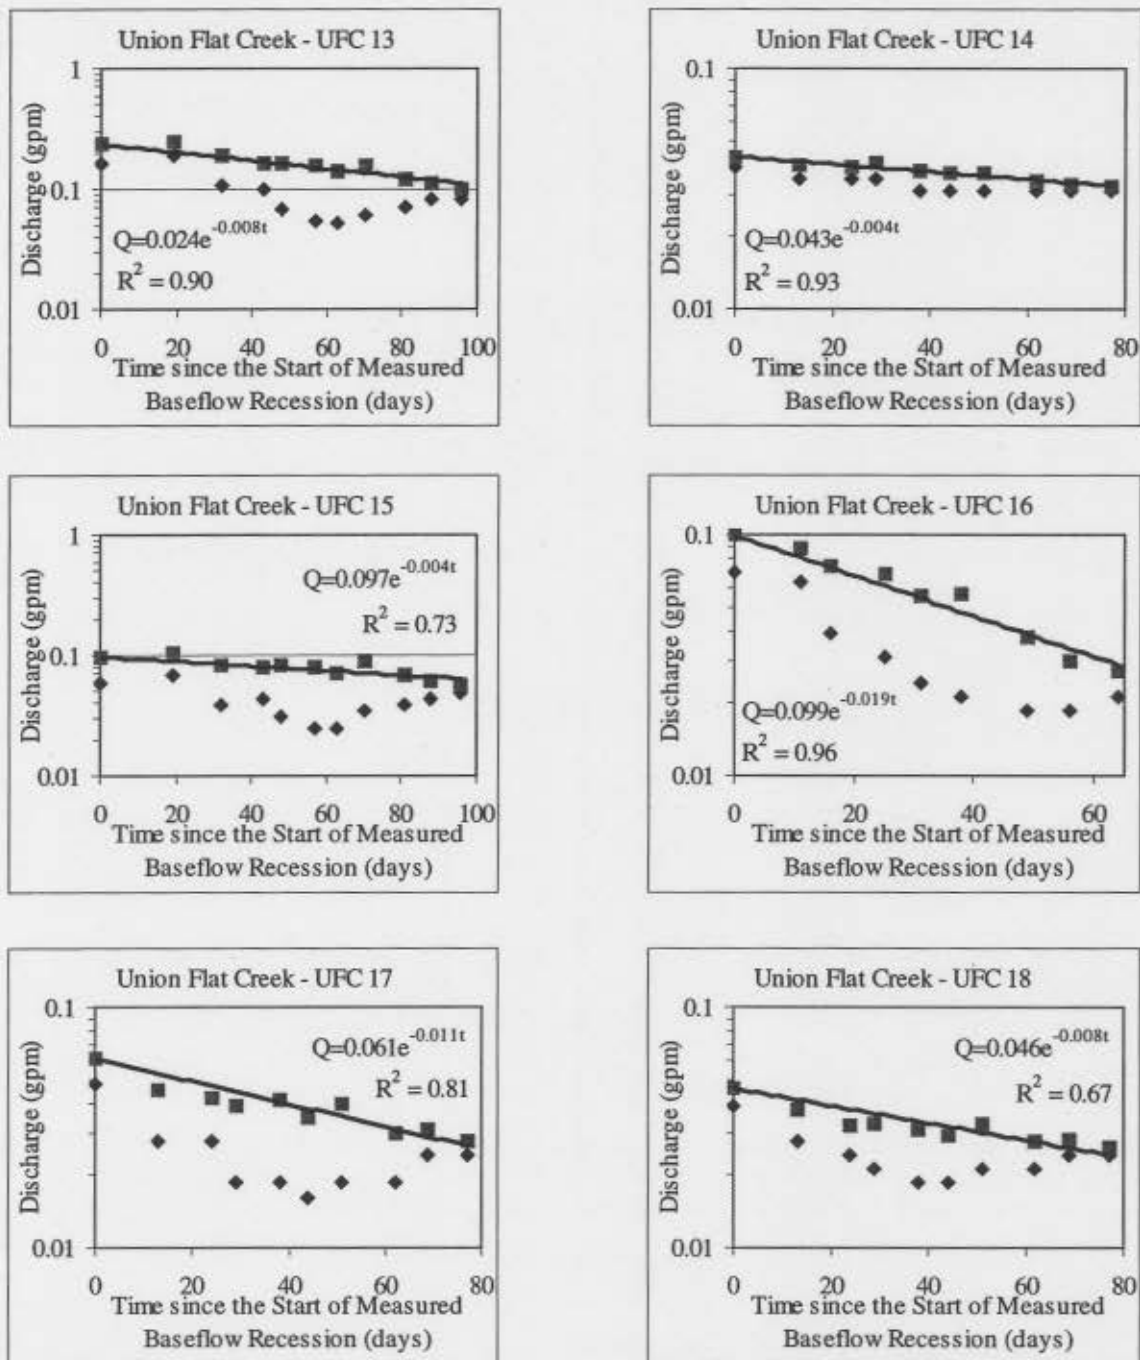 Union Flat Creek - UFC 13
1
0.1
0.01
Discharge (gpm)
Q=0.024e^-0.008t
R^2 = 0.90
0 20 40 60 80 100
Time since the Start of Measured
Baseflow Recession (days)
Union Flat Creek - UFC 14
0.1
0.01
Discharge (gpm)
Q=0.043e^-0.004t
R^2 = 0.93
0 20 40 60 80
Time since the Start of Measured
Baseflow Recession (days)
Union Flat Creek - UFC 15
1
0.1
0.01
Discharge (gpm)
Q=0.097e^-0.004t
R^2 = 0.73
0 20 40 60 80 100
Time since the Start of Measured
Baseflow Recession (days)
Union Flat Creek - UFC 16
0.1
0.01
Discharge (gpm)
Q=0.099e^-0.019t
R^2 = 0.96
0 20 40 60
Time since the Start of Measured
Baseflow Recession (days)
Union Flat Creek - UFC 17
0.1
0.01
Discharge (gpm)
Q=0.061e^-0.011t
R^2 = 0.81
0 20 40 60 80
Time since the Start of Measured
Baseflow Recession (days)
Union Flat Creek - UFC 18
0.1
0.01
Discharge (gpm)
Q=0.046e^-0.008t
R^2 = 0.67
0 20 40 60 80
Time since the Start of Measured
Baseflow Recession (days)